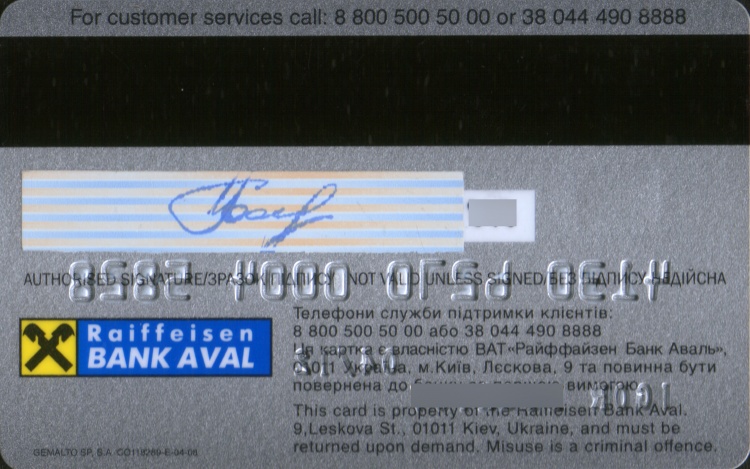 For customer services call: 8 800 500 50 00 or 38 044 490 8888
AUTHORISED SIGNATURE/ЗРАЗОК ПІДПИСУ NOT VALID UNLESS SIGNED/БЕЗ ПІДПИСУ НЕДІЙСНА
Raiffeisen
BANK AVAL
Телефони служби підтримки клієнтів:
8 800 500 50 00 або 38 044 490 8888
Ця картка є власністю ВАТ«Райффайзен Банк Аваль»,
01011 Україна, м.Київ, Лєскова, 9 та повинна бути
повернена до вимогою.
This card is property of the Raiffeisen Bank Aval.
9,Leskova St., 01011 Kiev, Ukraine, and must be
returned upon demand. Misuse is a criminal offence.
GEMALTO SP, S.A.